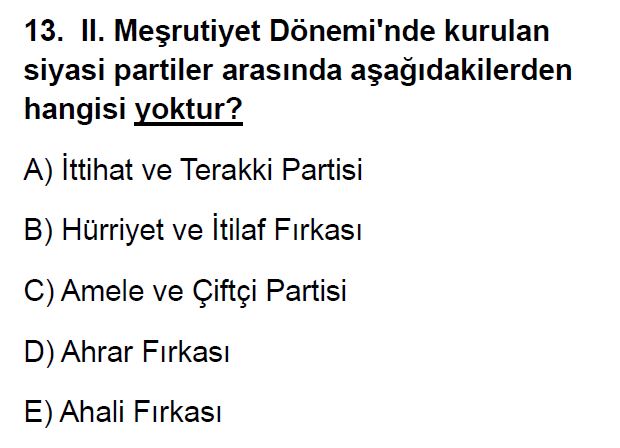 13.  II. Meşrutiyet Dönemi'nde kurulan
siyasi partiler arasında aşağıdakilerden
hangisi yoktur?
A) İttihat ve Terakki Partisi
B) Hürriyet ve İtilaf Fırkası
C) Amele ve Çiftçi Partisi
D) Ahrar Fırkası
E) Ahali Fırkası